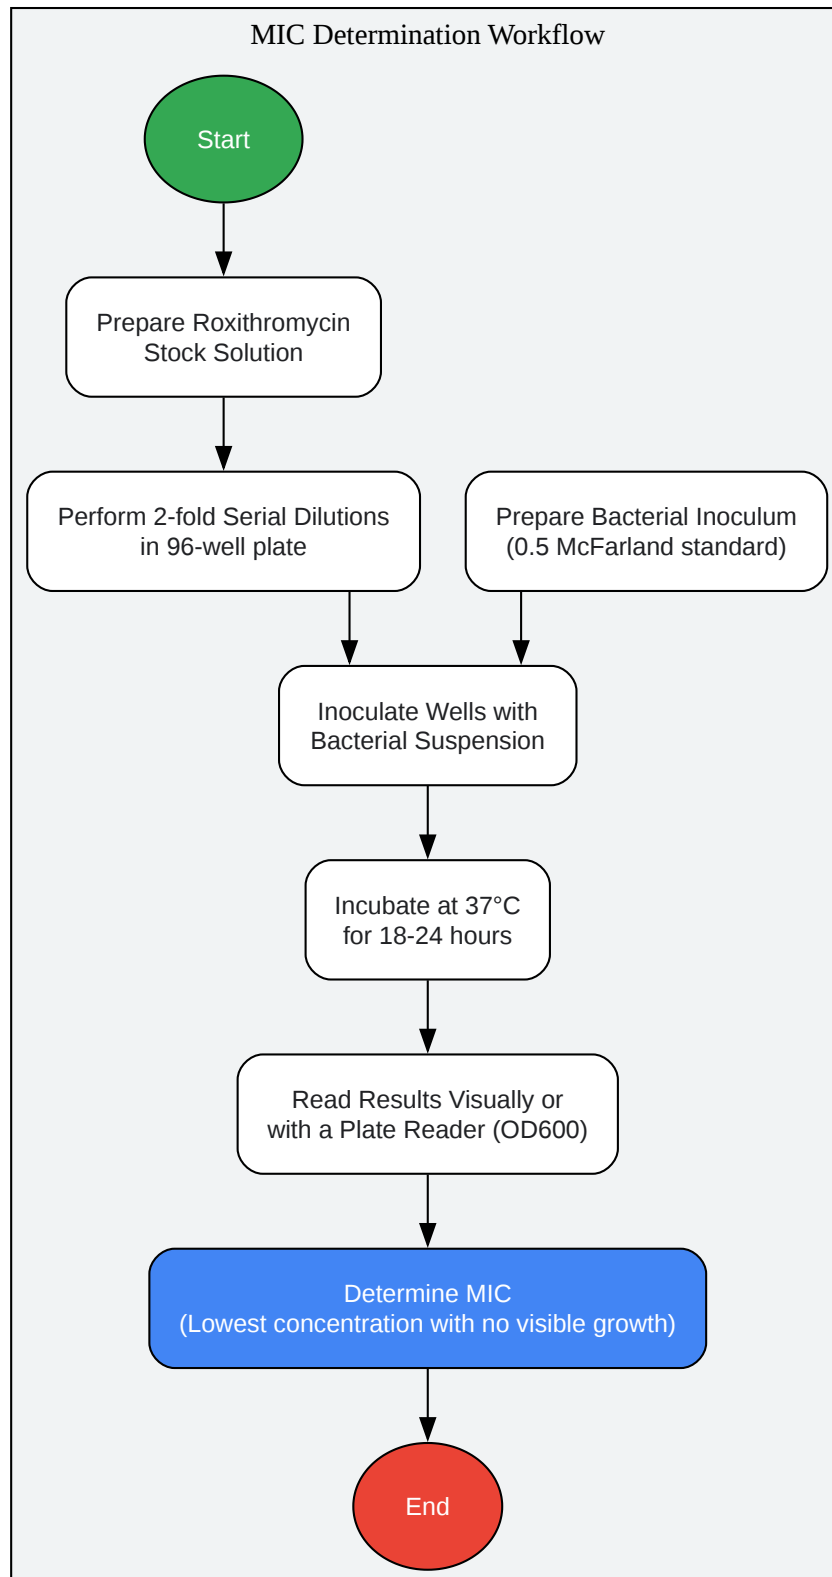 MIC Determination Workflow
Start
Prepare Roxithromycin
Stock Solution
Perform 2-fold Serial Dilutions
in 96-well plate
Prepare Bacterial Inoculum
(0.5 McFarland standard)
Inoculate Wells with
Bacterial Suspension
Incubate at 37°C
for 18-24 hours
Read Results Visually or
with a Plate Reader (OD600)
Determine MIC
(Lowest concentration with no visible growth)
End